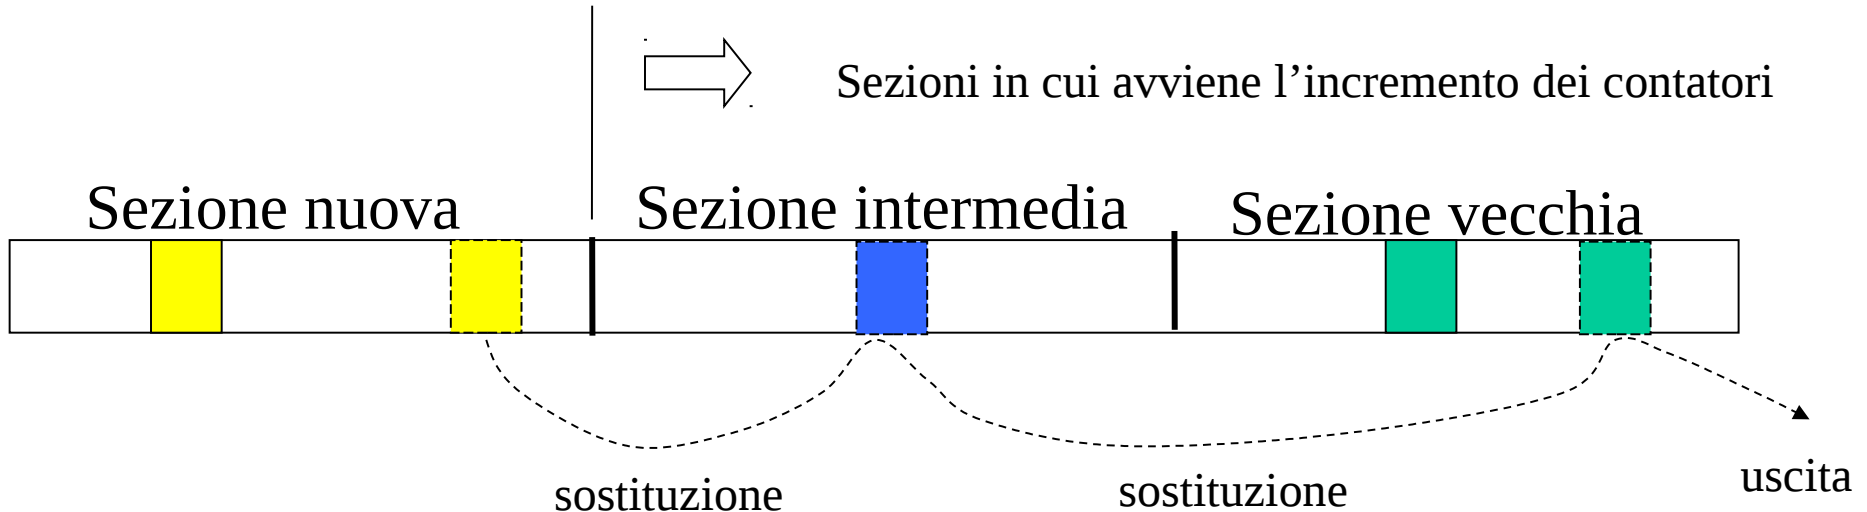 Sezioni in cui avviene l’incremento dei contatori
Sezione nuova
Sezione intermedia
Sezione vecchia
sostituzione
sostituzione
uscita